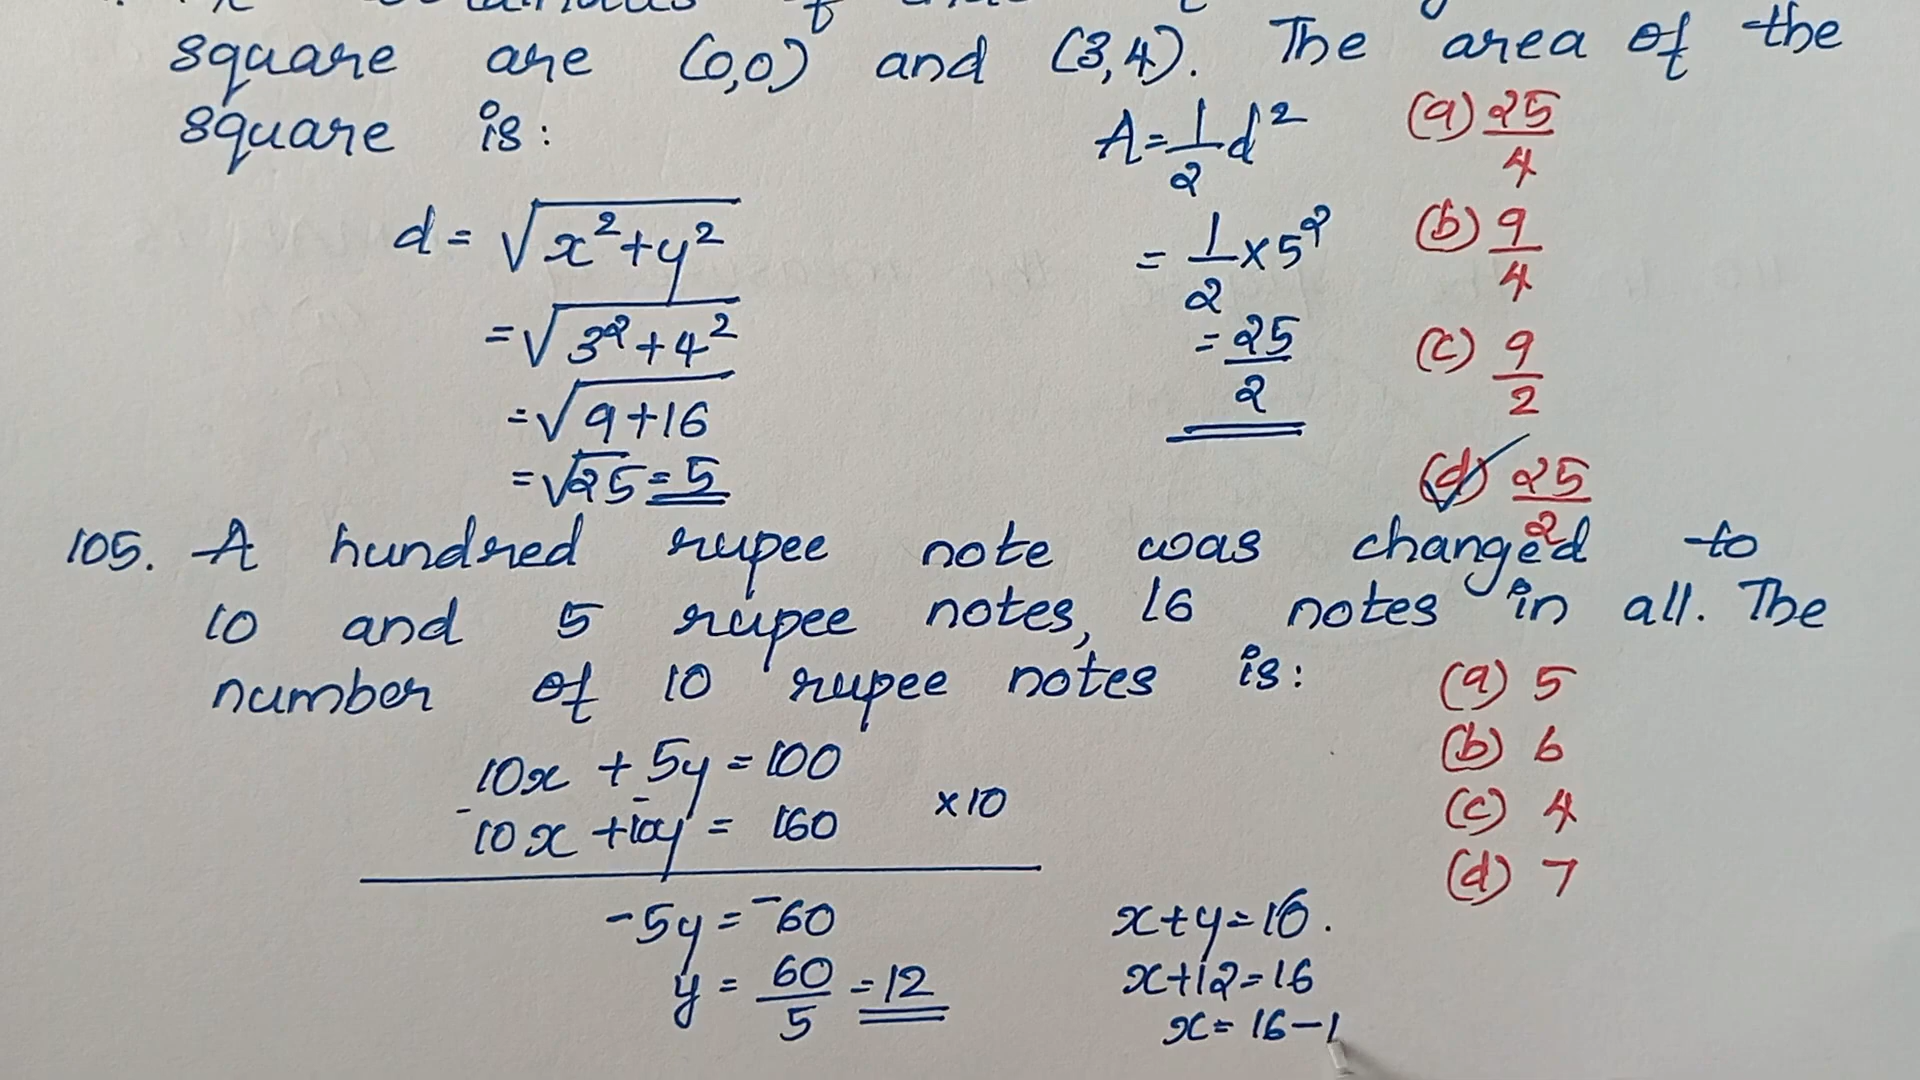 square are (0,0) and (3,4). The area of the
square is:
A = 1/2 d²
(a) 25/4
d = √(x²+y²)
= 1/2 × 5²
(b) 9/4
= √(3²+4²)
= 25/2
(c) 9/2
= √(9+16)
= √25 = 5
(d) 25/2
105. A hundred rupee note was changed to
10 and 5 rupee notes, 16 notes in all. The
number of 10 rupee notes is:
(a) 5
10x + 5y = 100
(b) 6
- 10x + - 10y = 160 ×10
(c) 4
(d) 7
-5y = -60
x+y=16.
y = 60/5 = 12
x+12=16
x= 16-1